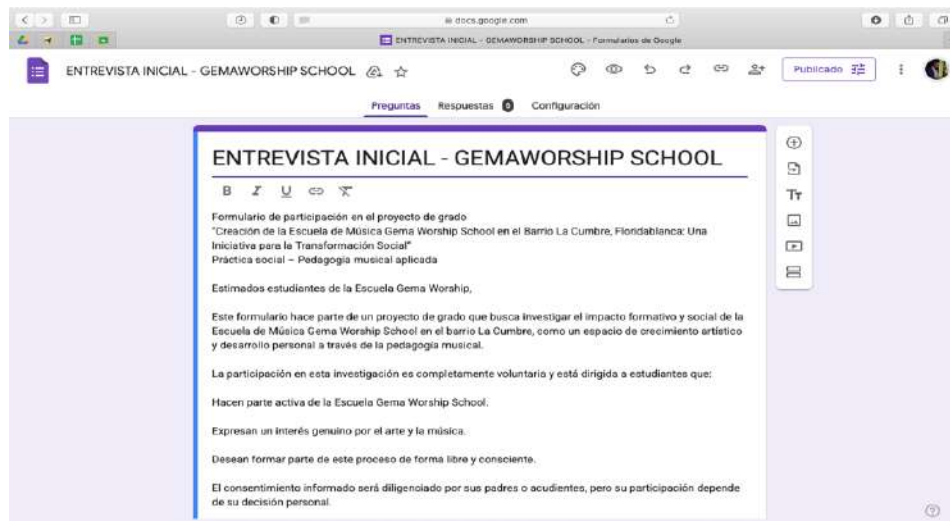 docs.google.com
ENTREVISTA INICIAL - GEMAWORSHIP SCHOOL - Formularios de Google
ENTREVISTA INICIAL - GEMAWORSHIP SCHOOL
Publicado
Preguntas Respuestas 0 Configuración
ENTREVISTA INICIAL - GEMAWORSHIP SCHOOL
B I U
Tт
Formulario de participación en el proyecto de grado
"Creación de la Escuela de Música Gema Worship School en el Barrio La Cumbre, Floridablanca: Una
Iniciativa para la Transformación Social"
Práctica social – Pedagogía musical aplicada
Estimados estudiantes de la Escuela Gema Worship,
Este formulario hace parte de un proyecto de grado que busca investigar el impacto formativo y social de la
Escuela de Música Gema Worship School en el barrio La Cumbre, como un espacio de crecimiento artístico
y desarrollo personal a través de la pedagogía musical.
La participación en esta investigación es completamente voluntaria y está dirigida a estudiantes que:
Hacen parte activa de la Escuela Gema Worship School.
Expresan un interés genuino por el arte y la música.
Desean formar parte de este proceso de forma libre y consciente.
El consentimiento informado será diligenciado por sus padres o acudientes, pero su participación depende
de su decisión personal.